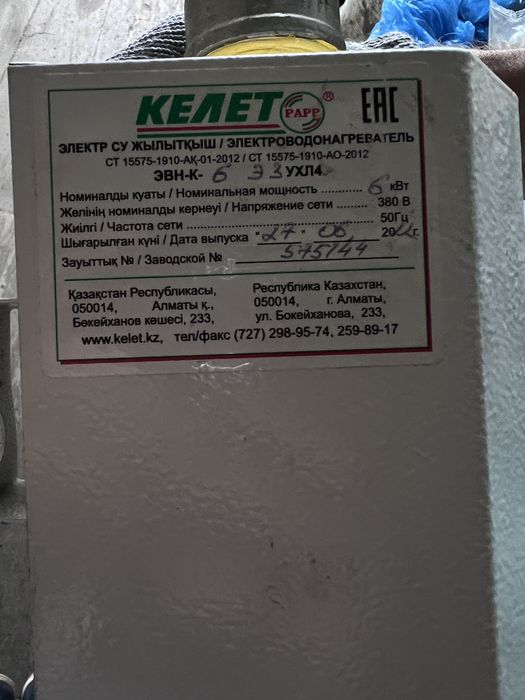 КЕЛЕТ PAPP ® EAC
ЭЛЕКТР СУ ЖЫЛЫТҚЫШ / ЭЛЕКТРОВОДОНАГРЕВАТЕЛЬ
СТ 15575-1910-АҚ-01-2012 / СТ 15575-1910-АО-2012
ЭВН-К- 6 ЭЗ УХЛ4
Номиналды қуаты / Номинальная мощность ............ 6 кВт
Желінің номиналды кернеуі / Напряжение сети ........... 380 В
Жиілігі / Частота сети ...................................................... 50Гц
Шығарылған күні / Дата выпуска "27" 05 20 г.
Зауыттық № / Заводской № 575744
Қазақстан Республикасы,
050014, Алматы қ.,
Бөкейханов көшесі, 233,
Республика Казахстан,
050014, г. Алматы,
ул. Бокейханова, 233,
www.kelet.kz, тел/факс (727) 298-95-74, 259-89-17